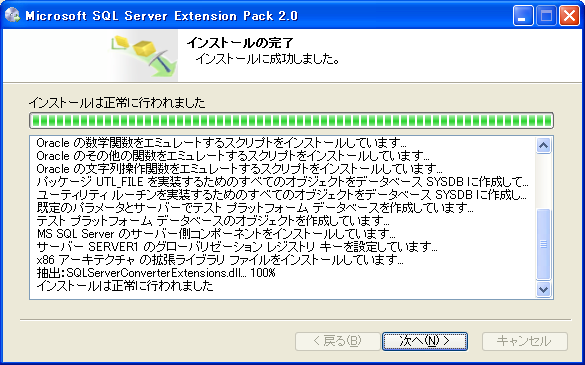 Microsoft SQL Server Extension Pack 2.0
インストールの完了
インストールに成功しました。
インストールは正常に行われました
Oracle の数学関数をエミュレートするスクリプトをインストールしています...
Oracle のその他の関数をエミュレートするスクリプトをインストールしています...
Oracle の文字列操作関数をエミュレートするスクリプトをインストールしています...
パッケージ UTL_FILE を実装するためのすべてのオブジェクトをデータベース SYSDB に作成して...
ユーティリティ ルーチンを実装するためのすべてのオブジェクトをデータベース SYSDB に作成し...
既定のパラメータとサーバーでテスト プラットフォーム データベースを作成しています...
テスト プラットフォーム データベースのオブジェクトを作成しています...
MS SQL Server のサーバー側コンポーネントをインストールしています...
サーバー SERVER1 のグローバリゼーション レジストリ キーを設定しています...
x86 アーキテクチャ の拡張ライブラリ ファイルをインストールしています...
抽出: SQLServerConverterExtensions.dll... 100%
インストールは正常に行われました
< 戻る(B)
次へ(N) >
キャンセル